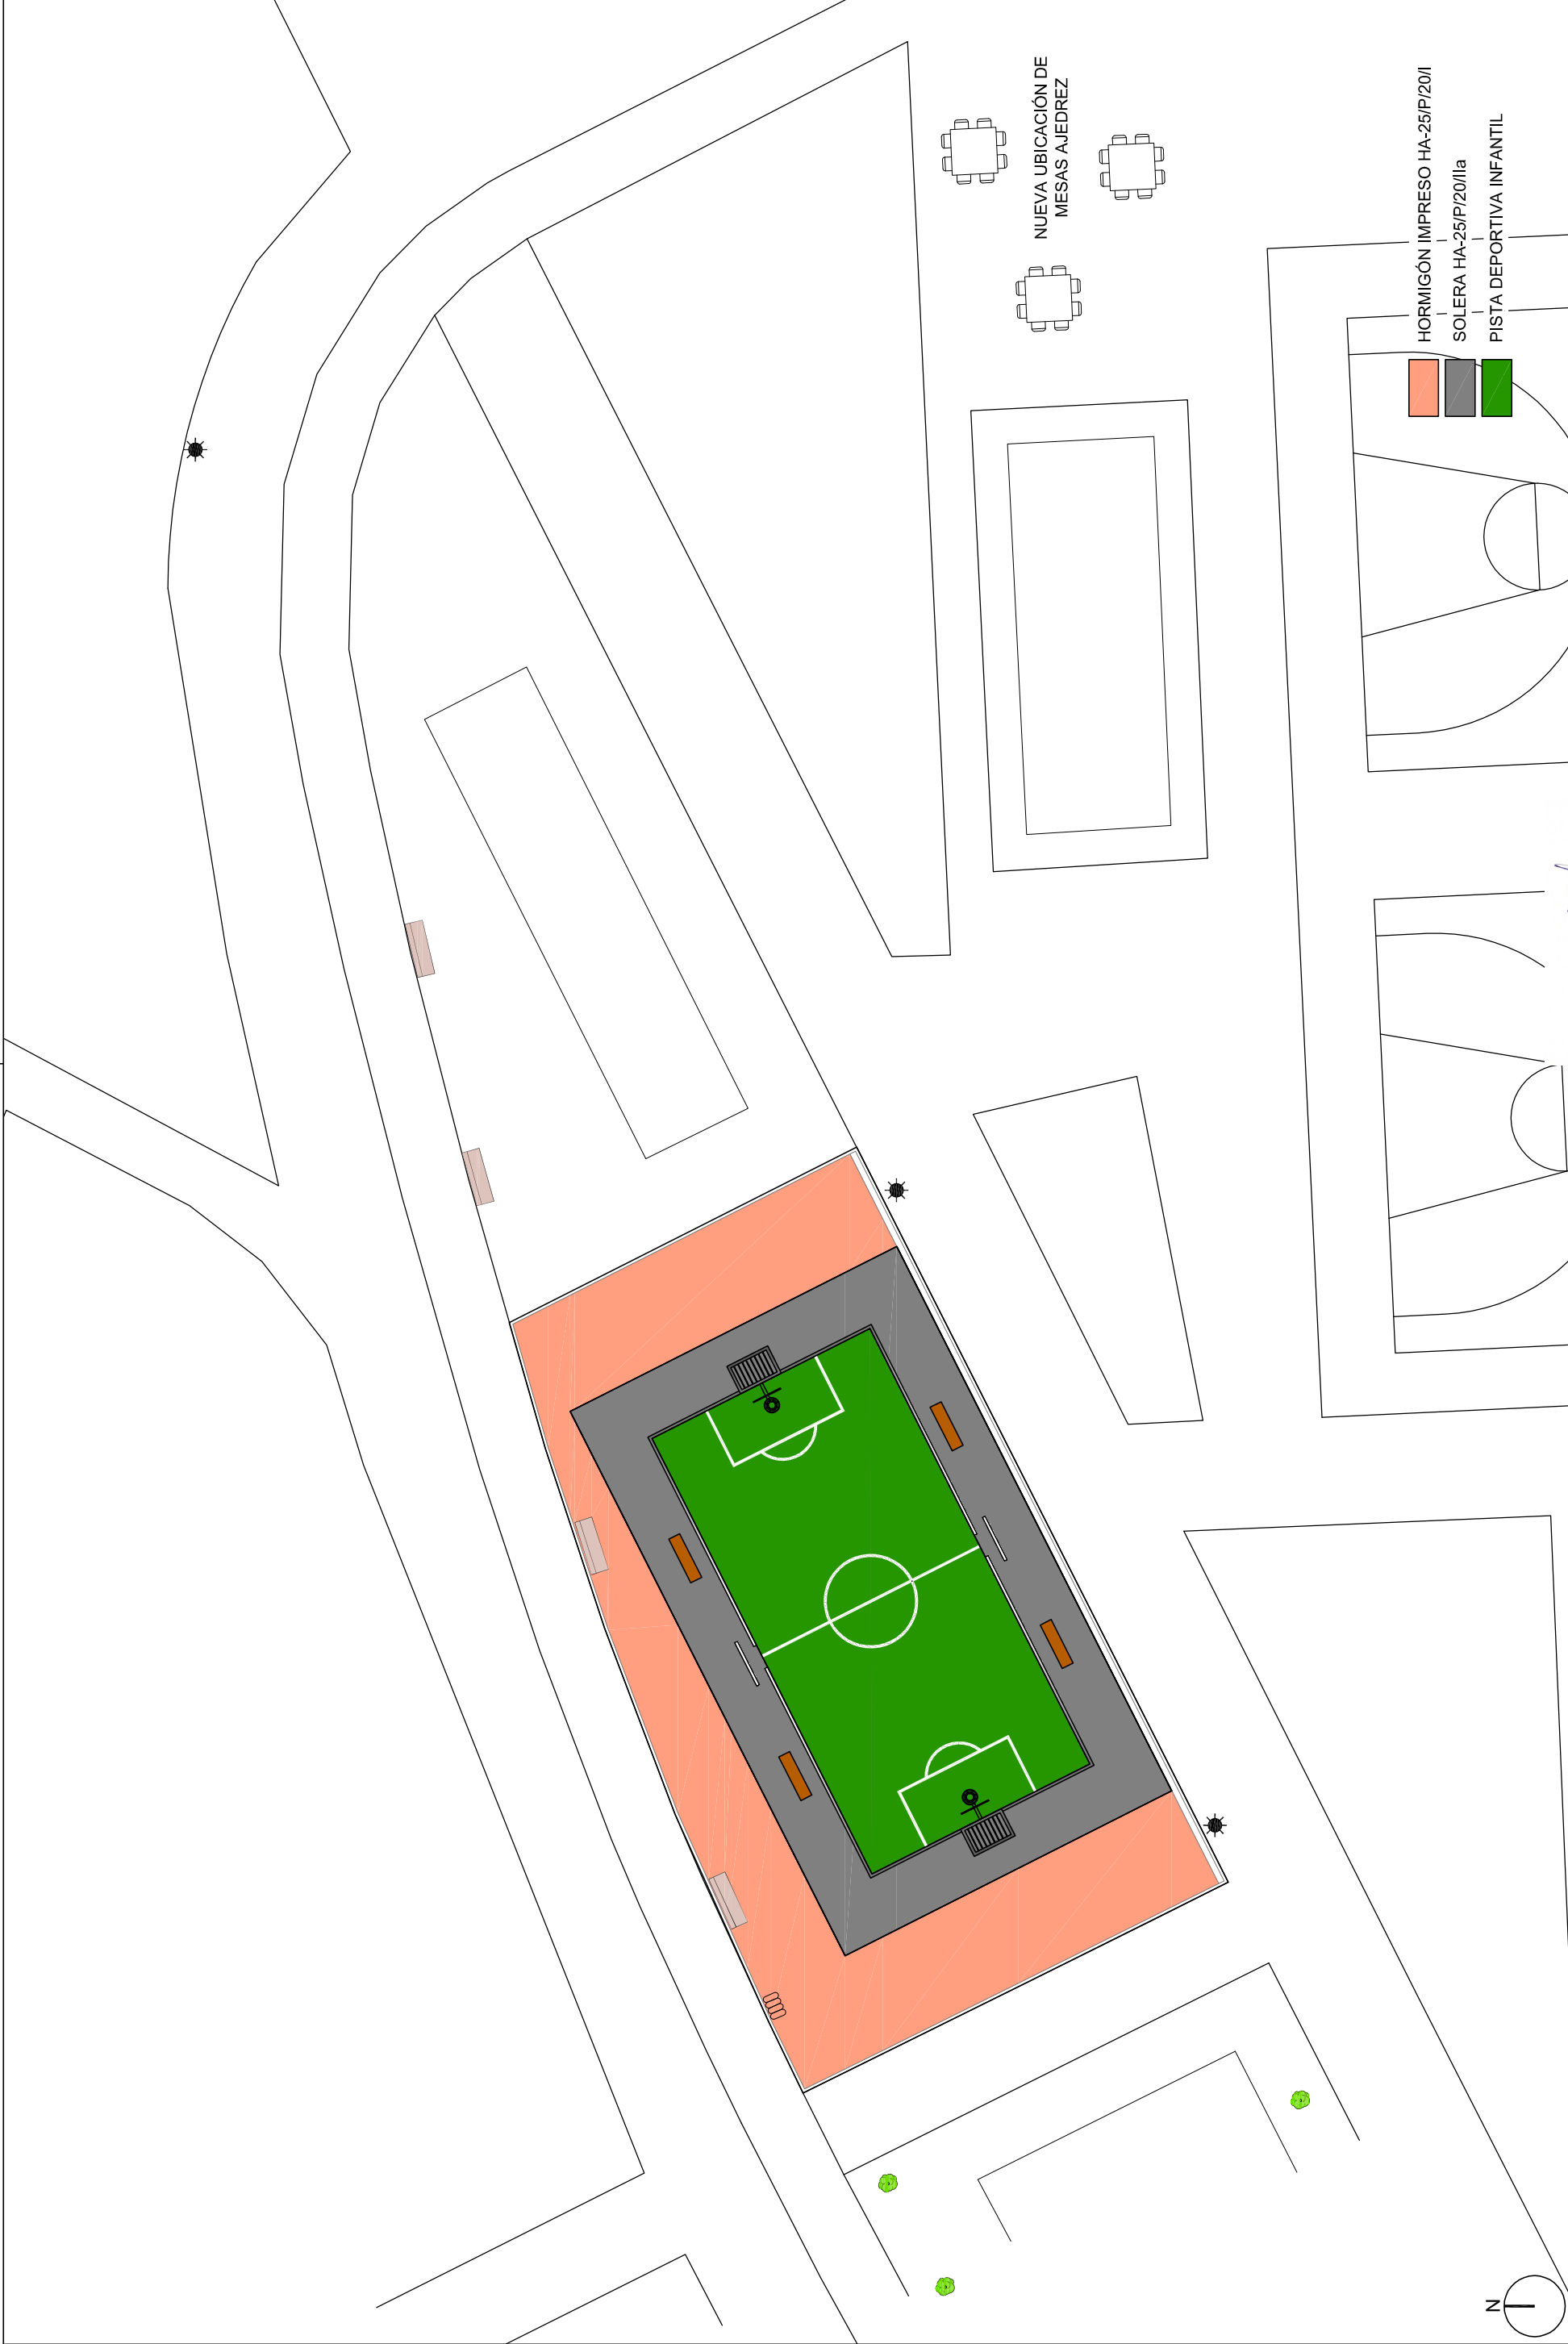 NUEVA UBICACIÓN DE
MESAS AJEDREZ
HORMIGÓN IMPRESO HA-25/P/20/I
SOLERA HA-25/P/20/IIa
PISTA DEPORTIVA INFANTIL
N